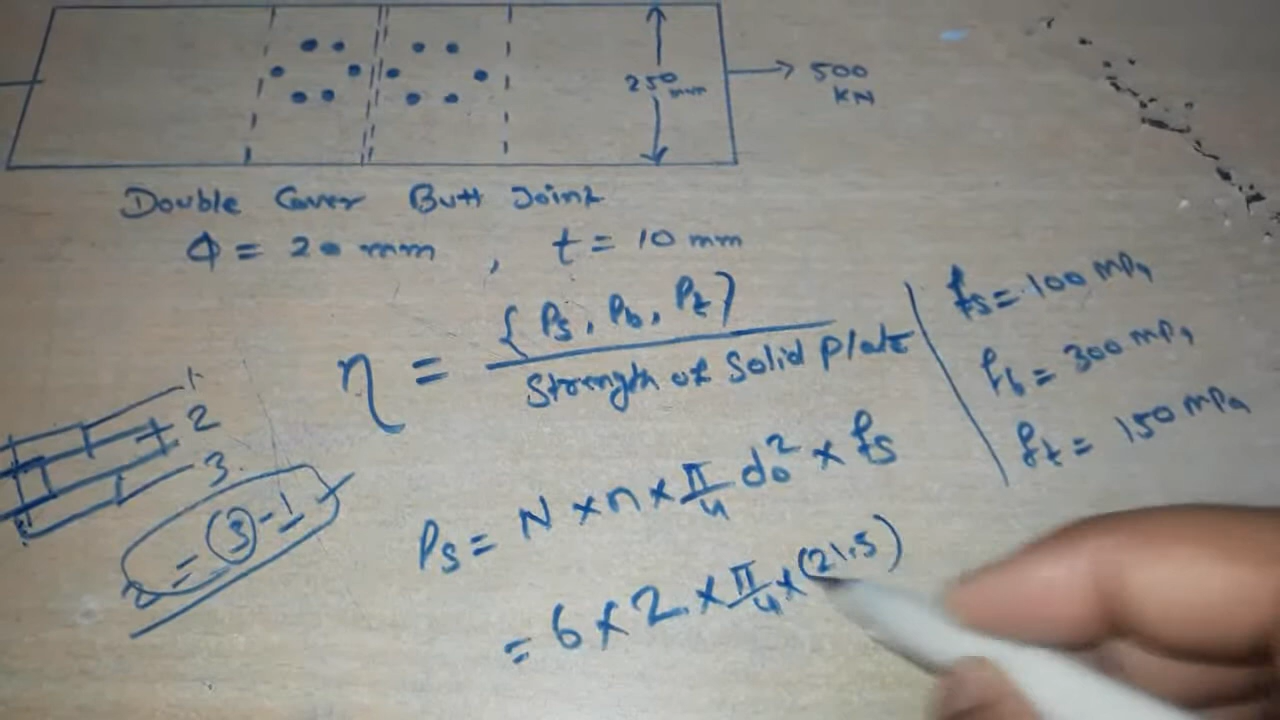 250 mm
500
KN
Double Cover Butt Joint
Φ = 20 mm , t = 10 mm
η = {Ps, Pb, Pt} / Strength of Solid Plate
fs = 100 MPa
fb = 300 MPa
ft = 150 MPa
1
2
3
= (3)-1
Ps = N × n × π/4 do² × fs
= 6 × 2 × π/4 × (21.5)